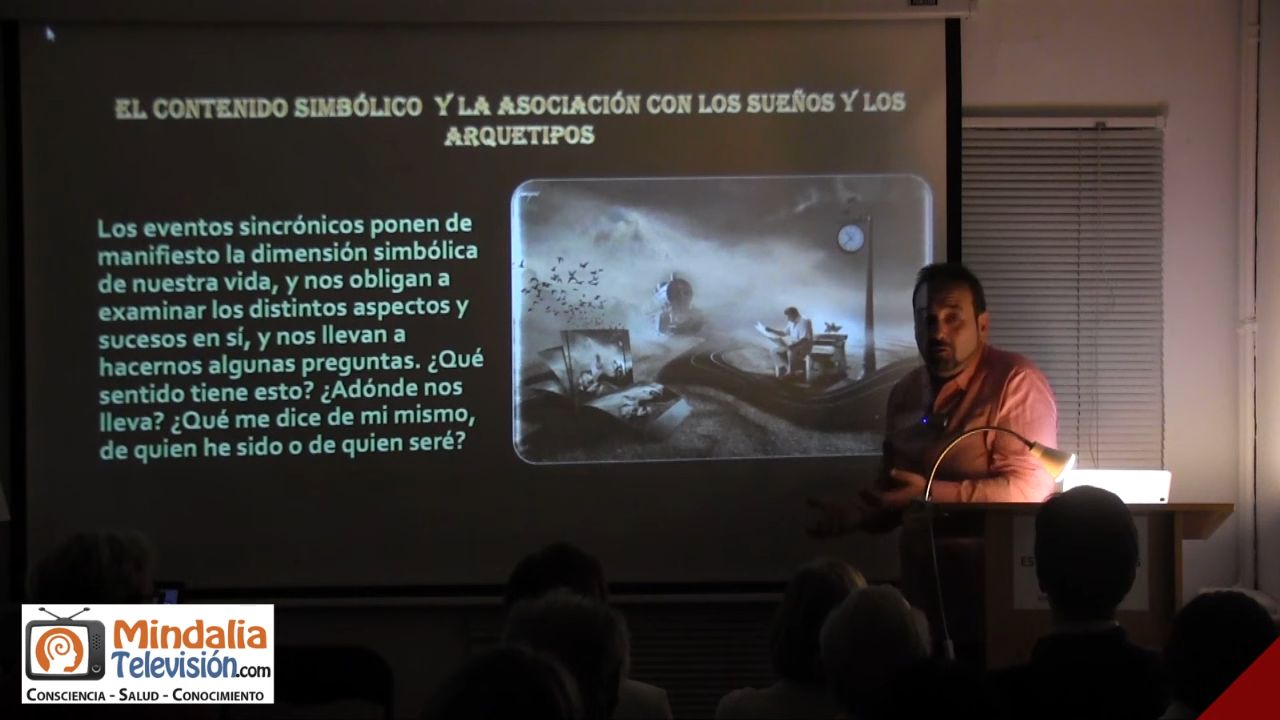 EL CONTENIDO SIMBÓLICO Y LA ASOCIACIÓN CON LOS SUEÑOS Y LOS
ARQUETIPOS
Los eventos sincrónicos ponen de
manifiesto la dimensión simbólica
de nuestra vida, y nos obligan a
examinar los distintos aspectos y
sucesos en sí, y nos llevan a
hacernos algunas preguntas. ¿Qué
sentido tiene esto? ¿Adónde nos
lleva? ¿Qué me dice de mi mismo,
de quien he sido o de quien seré?
Mindalia
Televisión.com
CONSCIENCIA - SALUD - CONOCIMIENTO